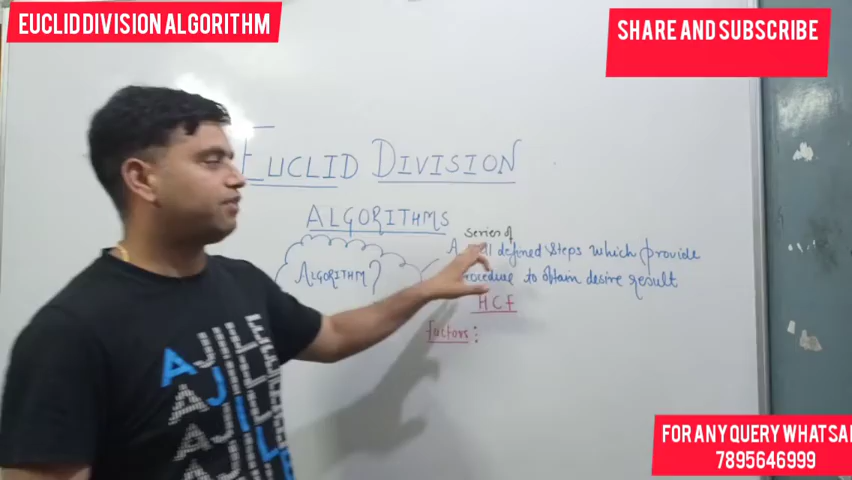 EUCLID DIVISION ALGORITHM
SHARE AND SUBSCRIBE
EUCLID DIVISION
ALGORITHMS
series of
A defined steps which provide
ALGORITHM?
to obtain desire result
HCF
factors:
AJILE
AJILE
AJILE
AJILE
FOR ANY QUERY WHATSA
7895646999